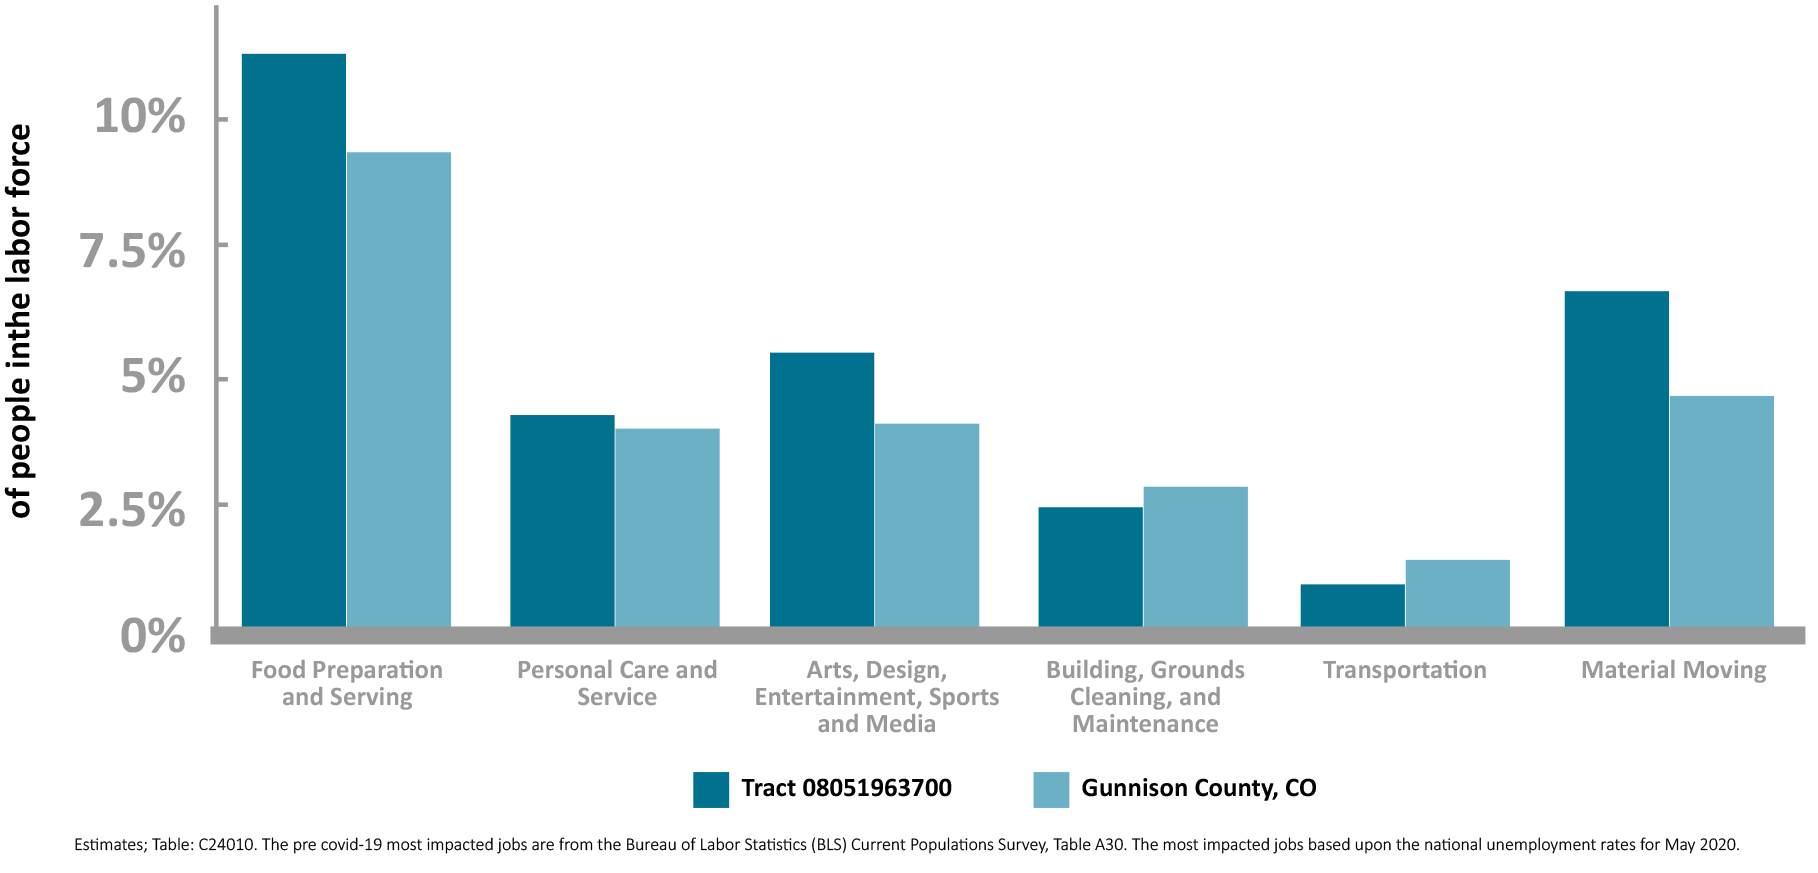 of people inthe labor force
10%
7.5%
5%
2.5%
0%
Food Preparation
and Serving
Personal Care and
Service
Arts, Design,
Entertainment, Sports
and Media
Building, Grounds
Cleaning, and
Maintenance
Transportation
Material Moving
Tract 08051963700
Gunnison County, CO
Estimates; Table: C24010. The pre covid-19 most impacted jobs are from the Bureau of Labor Statistics (BLS) Current Populations Survey, Table A30. The most impacted jobs based upon the national unemployment rates for May 2020.